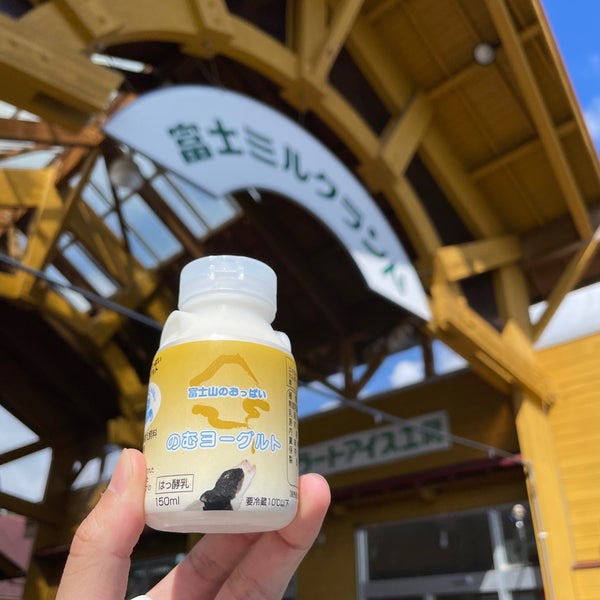 富士ミルクランド
ラートアイス工房
富士山のおっぱい
のむヨーグルト
はっ酵乳
150ml
要冷蔵10℃以下